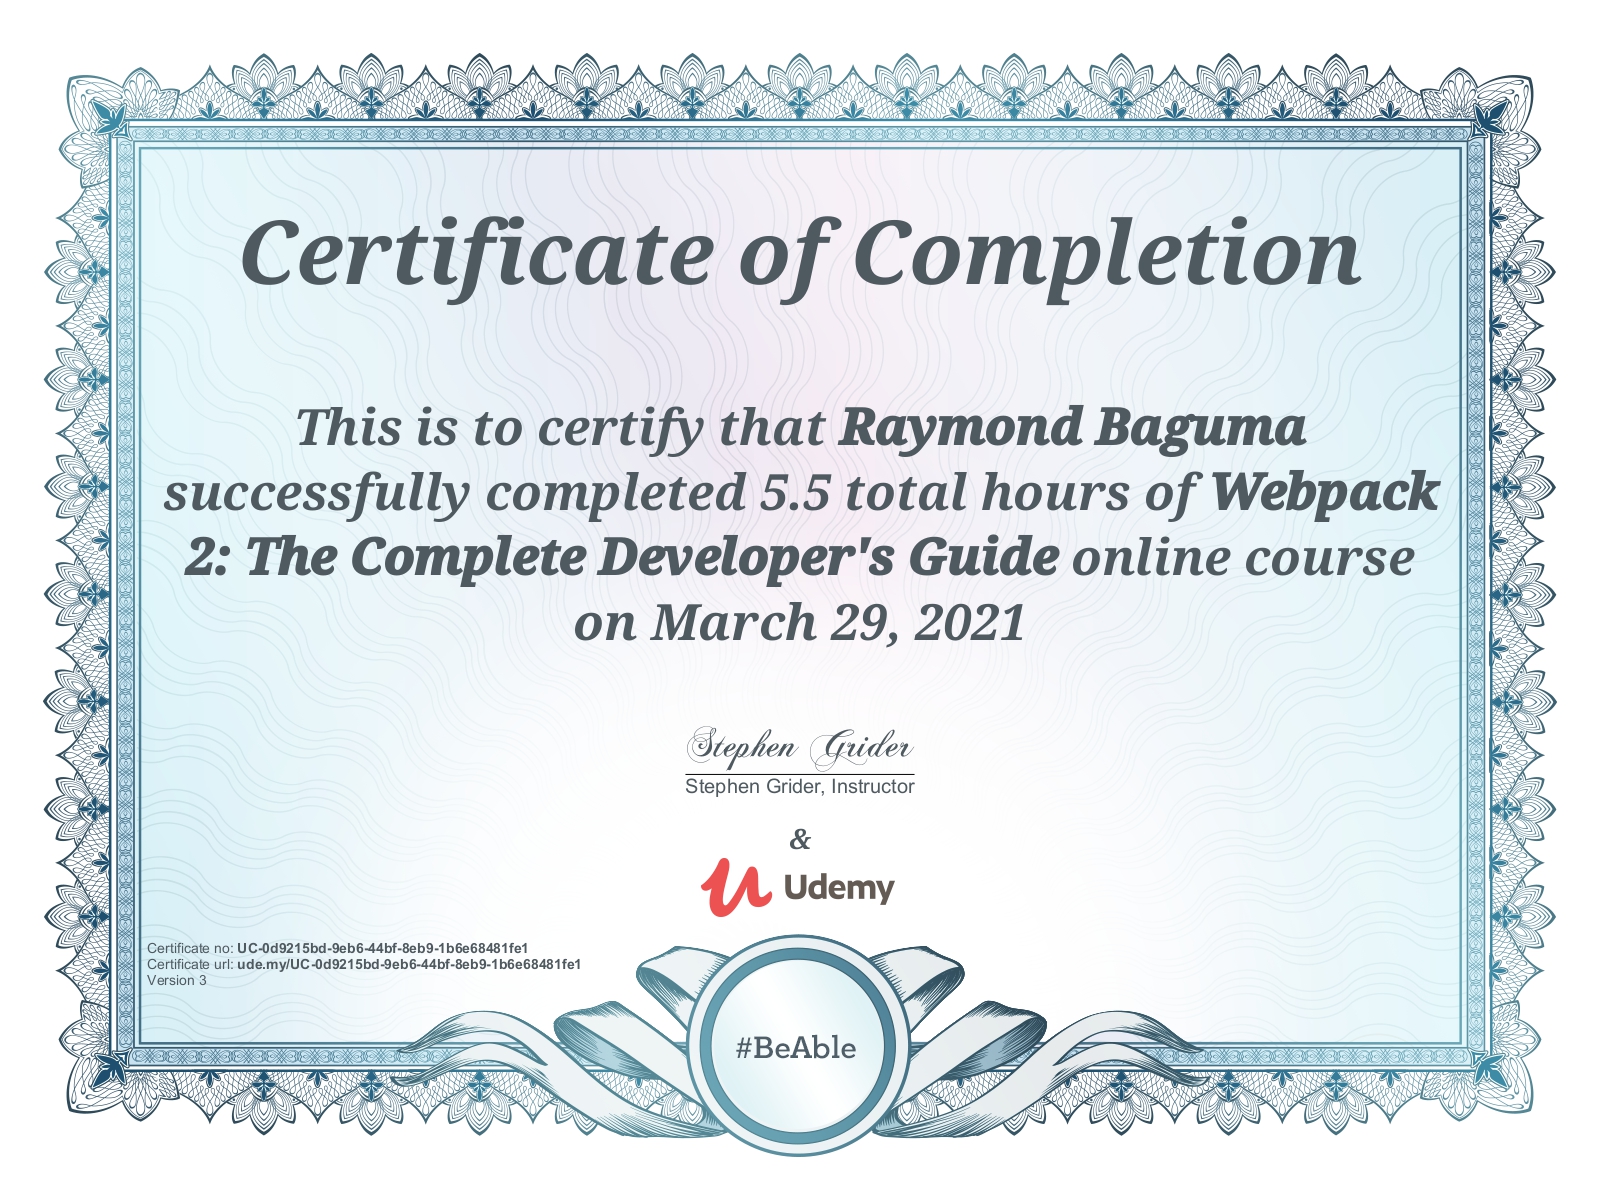 Certificate of Completion
This is to certify that Raymond Baguma
successfully completed 5.5 total hours of Webpack
2: The Complete Developer's Guide online course
on March 29, 2021
Stephen Grider
Stephen Grider, Instructor
&
Udemy
Certificate no: UC-0d9215bd-9eb6-44bf-8eb9-1b6e68481fe1
Certificate url: ude.my/UC-0d9215bd-9eb6-44bf-8eb9-1b6e68481fe1
Version 3
#BeAble